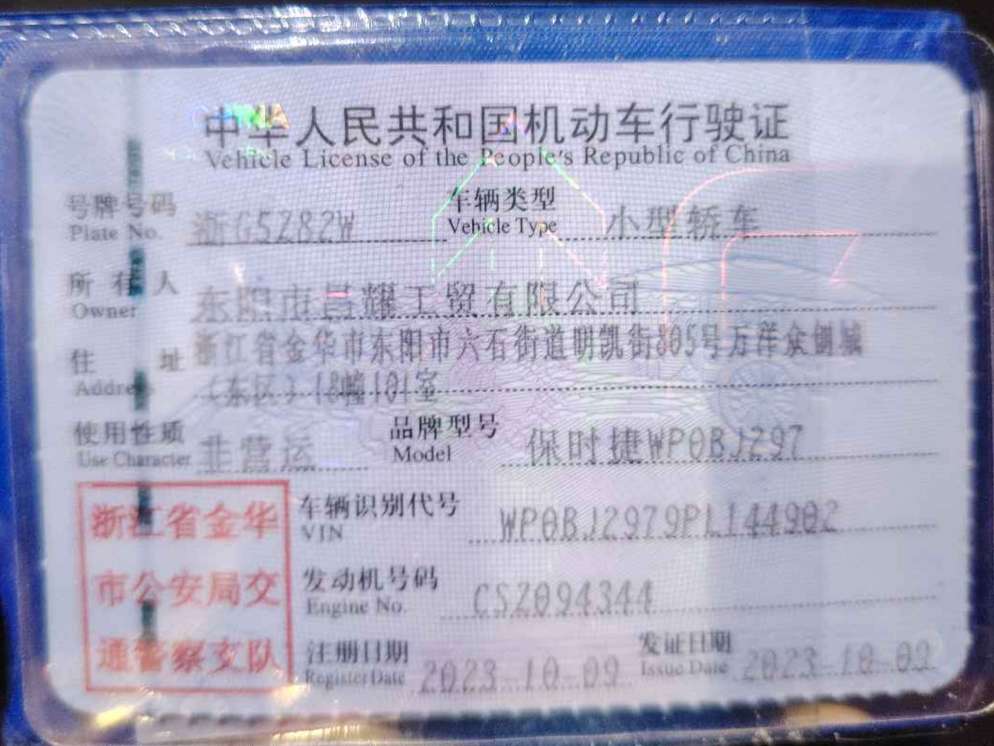 中华人民共和国机动车行驶证
Vehicle License of the People's Republic of China
号牌号码 浙G5Z82W 车辆类型 小型轿车
Plate No. Vehicle Type
所有人 东阳市昌耀工贸有限公司
Owner
住址 浙江省金华市东阳市六石街道明凯街805号万洋众创城
Address （东区）18幢101室
使用性质 非营运 品牌型号 保时捷WP0BJ297
Use Character Model
浙江省金华
市公安局交
通警察支队
车辆识别代号 WP0BJ2979PL144902
VIN
发动机号码 CSZ094344
Engine No.
注册日期 2023-10-09 发证日期 2023-10-09
Register Date Issue Date